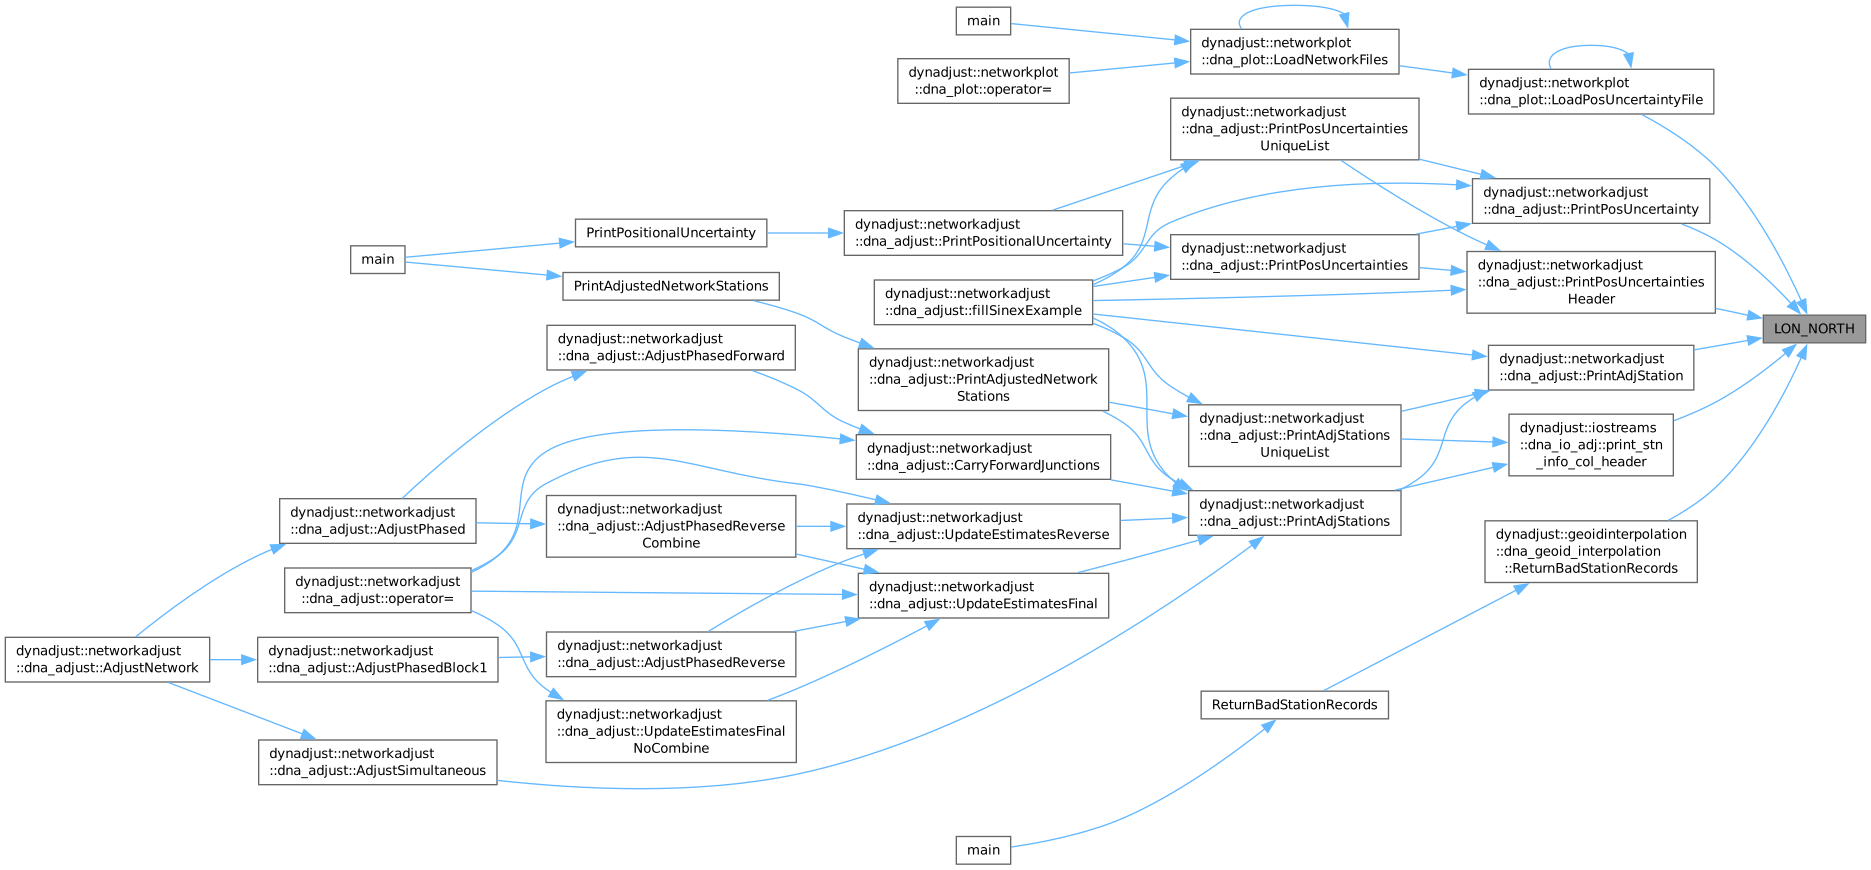 main
dynadjust::networkplot
::dna_plot::LoadNetworkFiles
dynadjust::networkplot
::dna_plot::operator=
dynadjust::networkplot
::dna_plot::LoadPosUncertaintyFile
dynadjust::networkadjust
::dna_adjust::PrintPosUncertainties
UniqueList
dynadjust::networkadjust
::dna_adjust::PrintPosUncertainty
dynadjust::networkadjust
::dna_adjust::PrintPositionalUncertainty
PrintPositionalUncertainty
main
dynadjust::networkadjust
::dna_adjust::PrintPosUncertainties
dynadjust::networkadjust
::dna_adjust::PrintPosUncertainties
Header
PrintAdjustedNetworkStations
dynadjust::networkadjust
::dna_adjust::fillSinexExample
LON_NORTH
dynadjust::networkadjust
::dna_adjust::AdjustPhasedForward
dynadjust::networkadjust
::dna_adjust::PrintAdjustedNetwork
Stations
dynadjust::networkadjust
::dna_adjust::PrintAdjStation
dynadjust::networkadjust
::dna_adjust::PrintAdjStations
UniqueList
dynadjust::iostreams
::dna_io_adj::print_stn
_info_col_header
dynadjust::networkadjust
::dna_adjust::CarryForwardJunctions
dynadjust::networkadjust
::dna_adjust::AdjustPhased
dynadjust::networkadjust
::dna_adjust::AdjustPhasedReverse
Combine
dynadjust::networkadjust
::dna_adjust::UpdateEstimatesReverse
dynadjust::networkadjust
::dna_adjust::PrintAdjStations
dynadjust::geoidinterpolation
::dna_geoid_interpolation
::ReturnBadStationRecords
dynadjust::networkadjust
::dna_adjust::operator=
dynadjust::networkadjust
::dna_adjust::UpdateEstimatesFinal
dynadjust::networkadjust
::dna_adjust::AdjustNetwork
dynadjust::networkadjust
::dna_adjust::AdjustPhasedBlock1
dynadjust::networkadjust
::dna_adjust::AdjustPhasedReverse
dynadjust::networkadjust
::dna_adjust::UpdateEstimatesFinal
NoCombine
ReturnBadStationRecords
dynadjust::networkadjust
::dna_adjust::AdjustSimultaneous
main